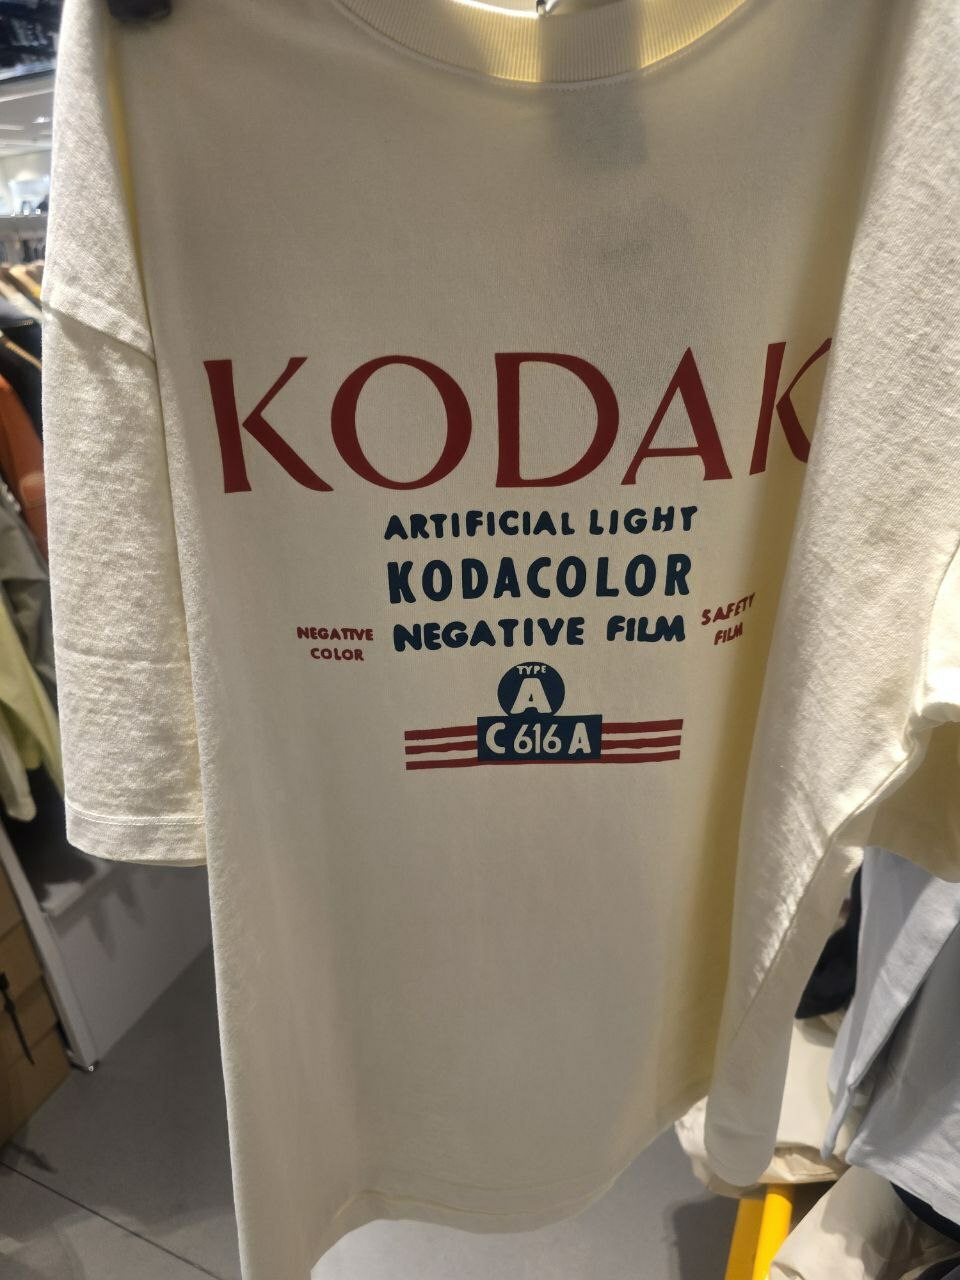 KODAK
ARTIFICIAL LIGHT
KODACOLOR
NEGATIVE FILM
NEGATIVE
COLOR
SAFETY
FILM
TYPE
A
C 616 A